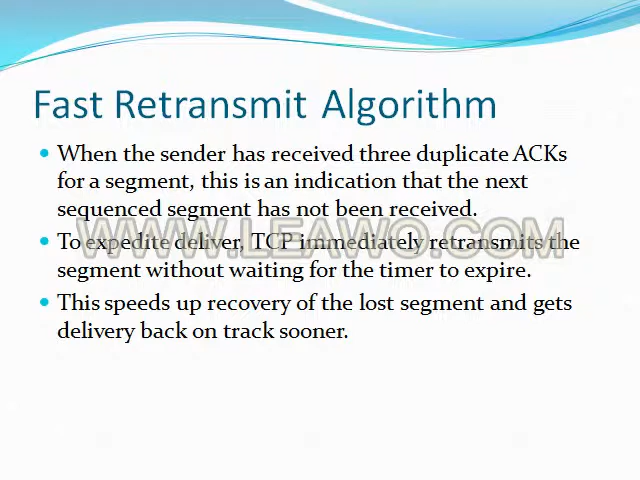 Fast Retransmit Algorithm
• When the sender has received three duplicate ACKs
for a segment, this is an indication that the next
sequenced segment has not been received.
WWW.LEAWO.COM
• To expedite deliver, TCP immediately retransmits the
segment without waiting for the timer to expire.
• This speeds up recovery of the lost segment and gets
delivery back on track sooner.